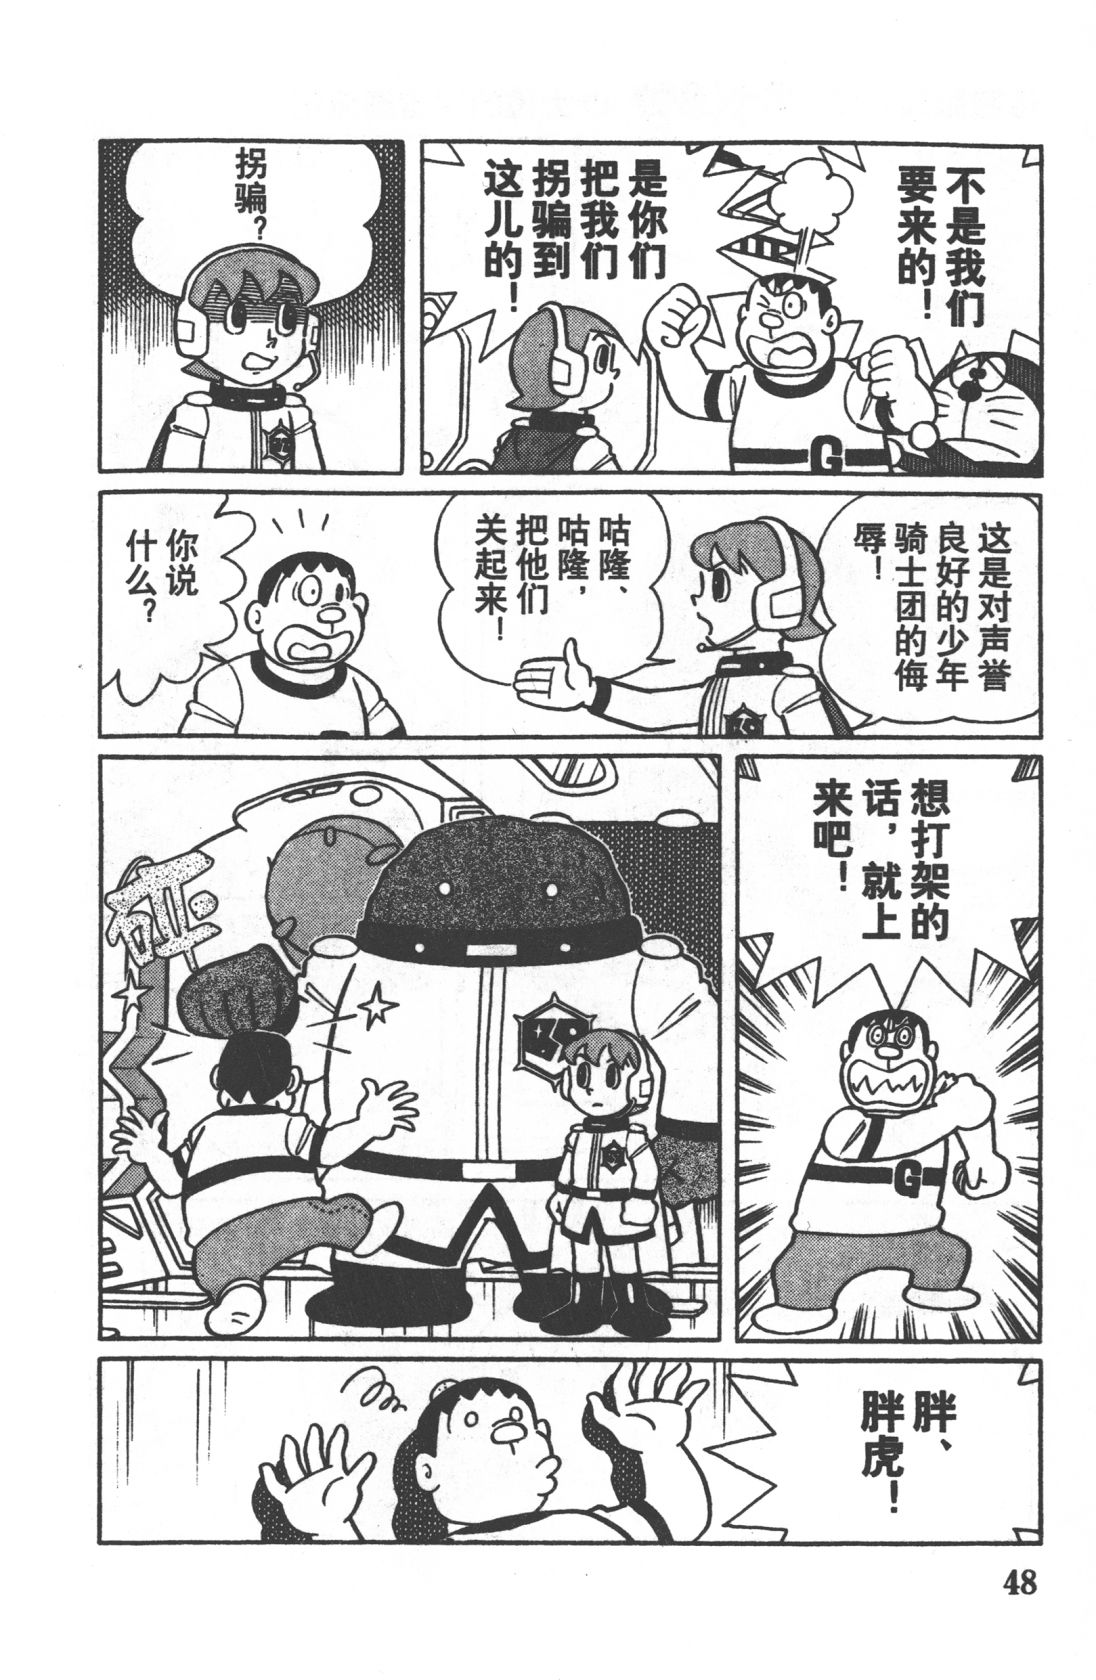 不是我们
要来的！
是你们
把我们
拐骗到
这儿的！
G
拐
骗？
这是对声誉
良好的少年
骑士团的侮
辱！
咕隆、
咕隆，
把他们
关起来！
你说
什么？
想打架的
话，就上
来吧！
G
砰
胖、
胖虎！
48